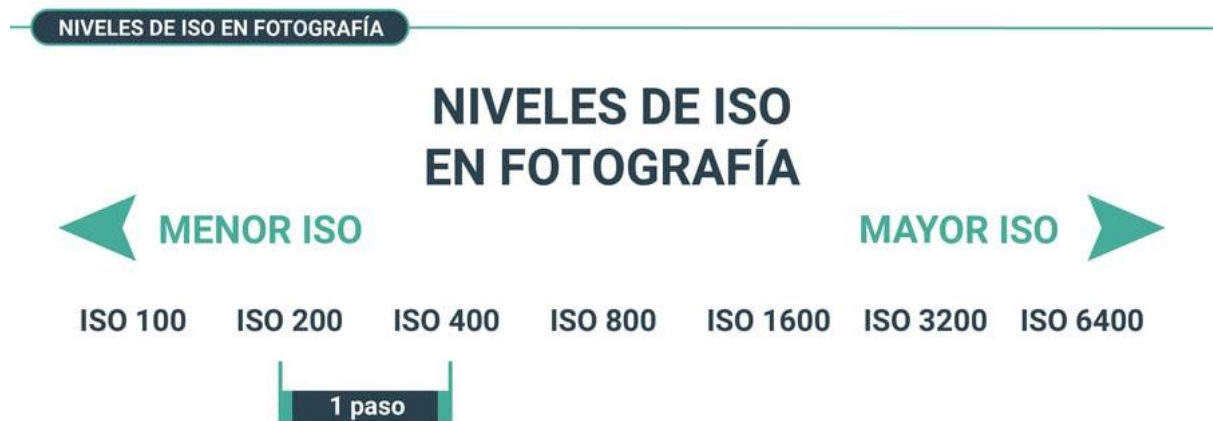 NIVELES DE ISO EN FOTOGRAFÍA
NIVELES DE ISO
EN FOTOGRAFÍA
MENOR ISO MAYOR ISO
ISO 100 ISO 200 ISO 400 ISO 800 ISO 1600 ISO 3200 ISO 6400
1 paso